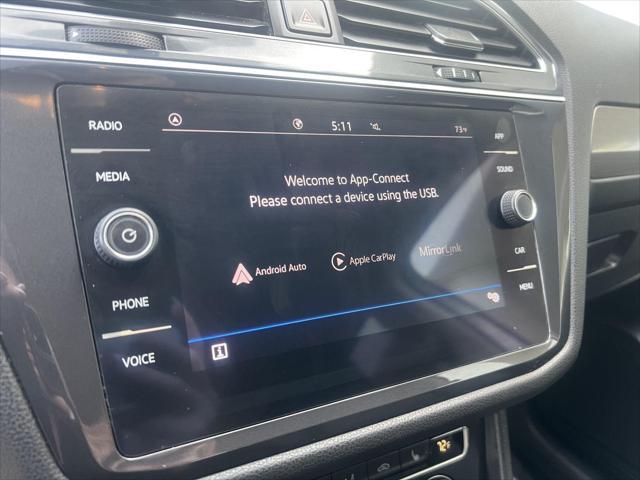 RADIO
5:11
73°F
APP
MEDIA
SOUND
Welcome to App-Connect
Please connect a device using the USB.
Android Auto
Apple CarPlay
MirrorLink
CAR
PHONE
MENU
VOICE
i
72°F